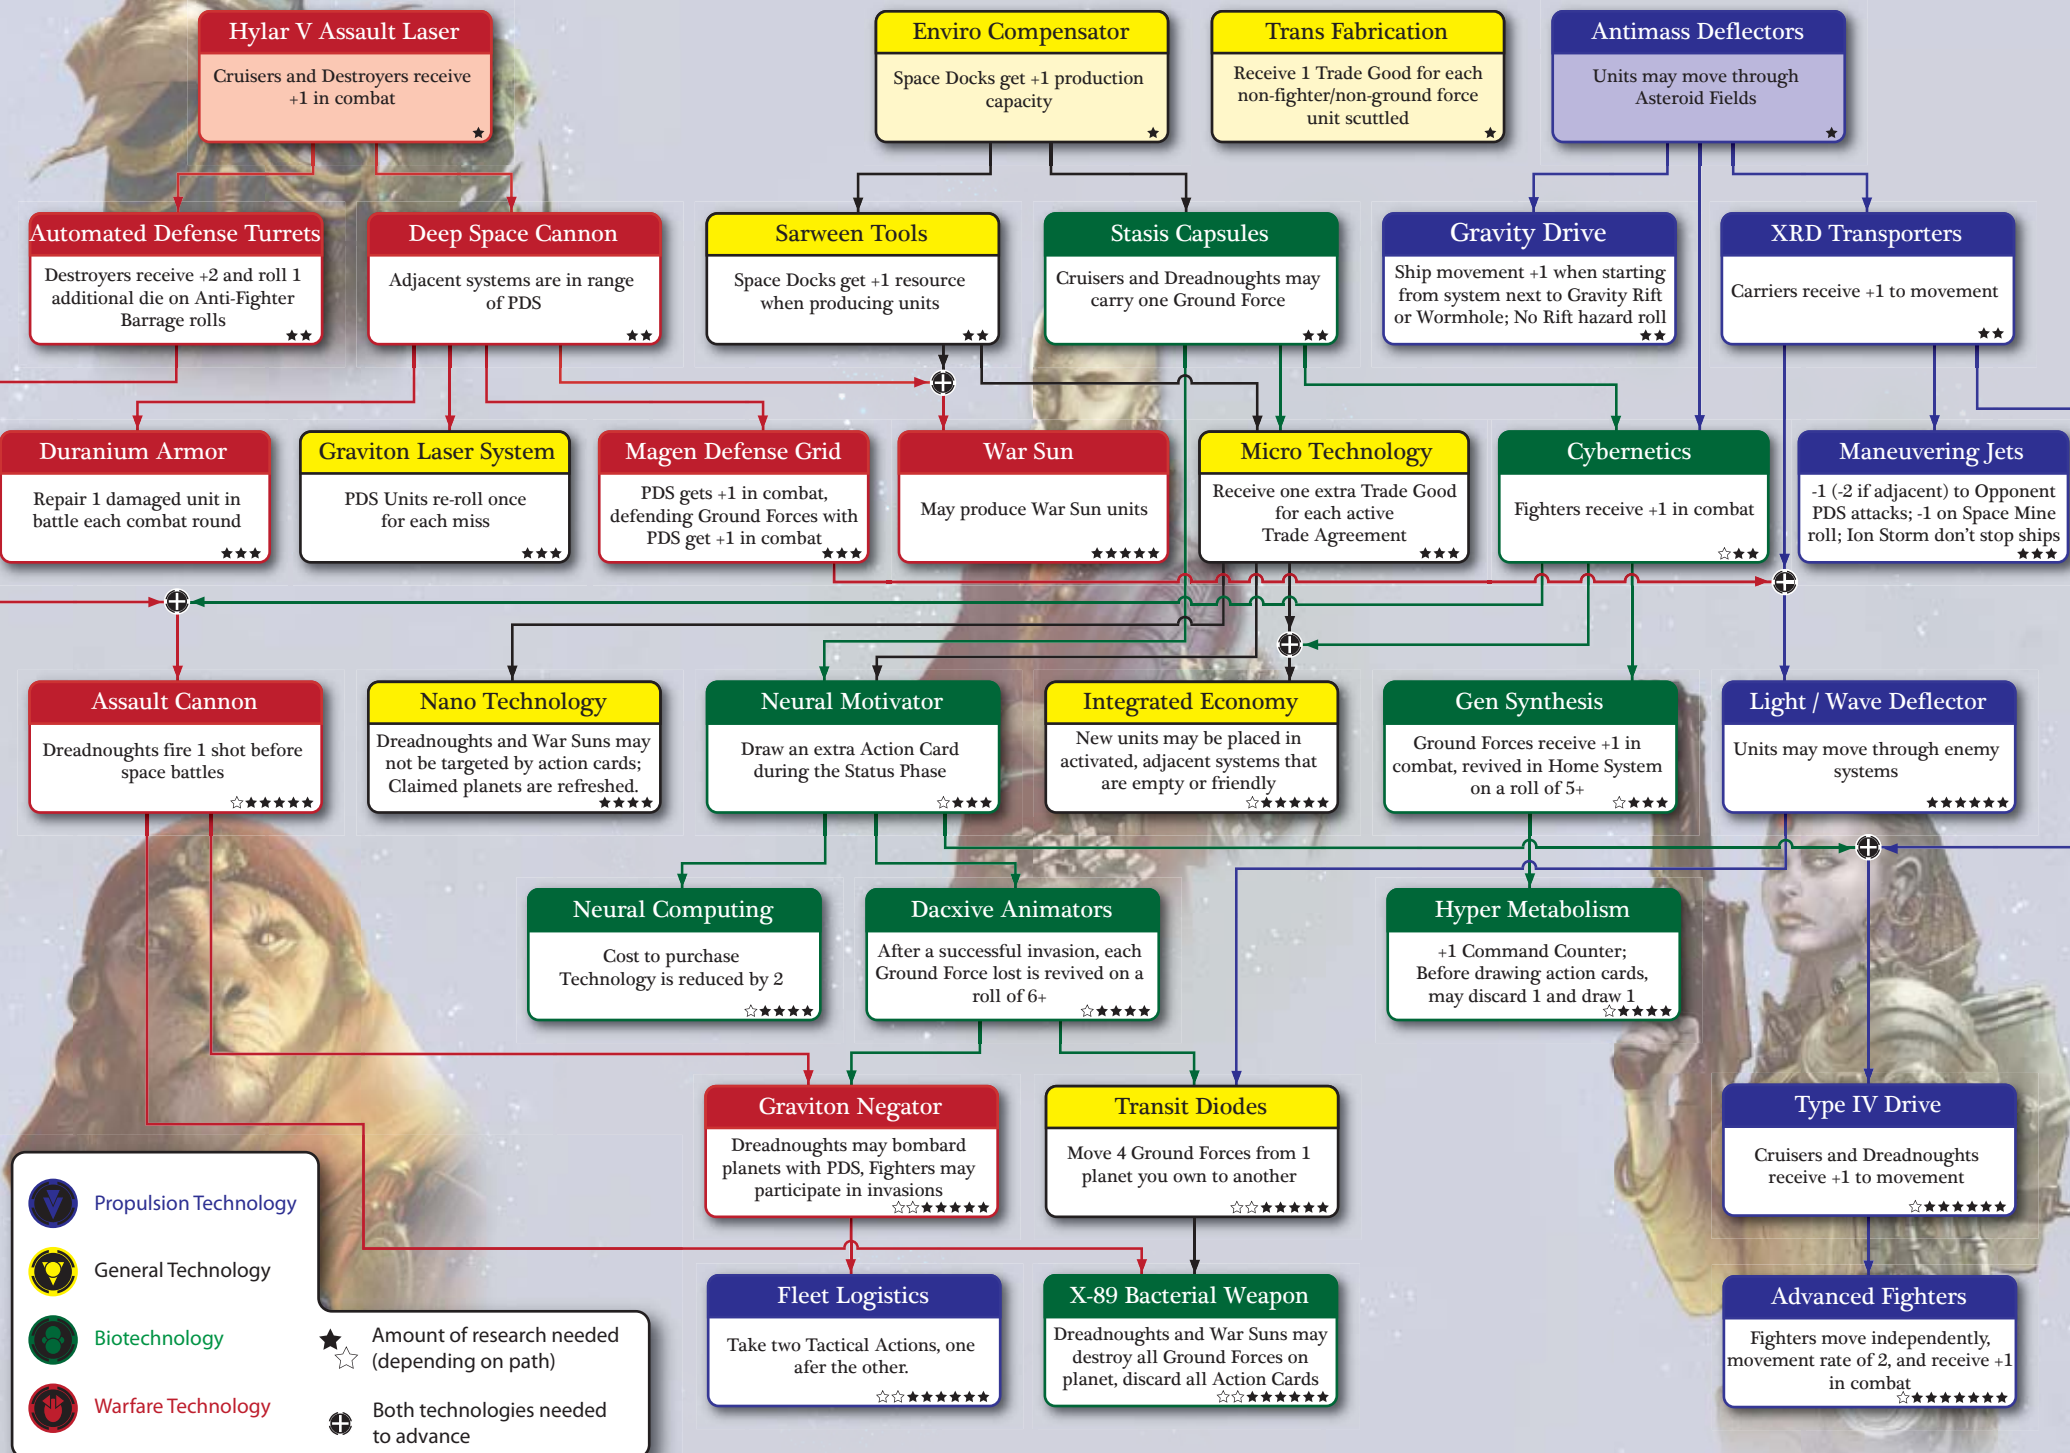 Hylar V Assault Laser
Cruisers and Destroyers receive
+1 in combat
★
Enviro Compensator
Space Docks get +1 production
capacity
★
Trans Fabrication
Receive 1 Trade Good for each
non-fighter/non-ground force
unit scuttled
★
Antimass Deflectors
Units may move through
Asteroid Fields
★
Automated Defense Turrets
Destroyers receive +2 and roll 1
additional die on Anti-Fighter
Barrage rolls
★★
Deep Space Cannon
Adjacent systems are in range
of PDS
★★
Sarween Tools
Space Docks get +1 resource
when producing units
★★
Stasis Capsules
Cruisers and Dreadnoughts may
carry one Ground Force
★★
Gravity Drive
Ship movement +1 when starting
from system next to Gravity Rift
or Wormhole; No Rift hazard roll
★★
XRD Transporters
Carriers receive +1 to movement
★★
Duranium Armor
Repair 1 damaged unit in
battle each combat round
★★★
Graviton Laser System
PDS Units re-roll once
for each miss
★★★
Magen Defense Grid
PDS gets +1 in combat,
defending Ground Forces with
PDS get +1 in combat
★★★
War Sun
May produce War Sun units
★★★★★
Micro Technology
Receive one extra Trade Good
for each active
Trade Agreement
★★★
Cybernetics
Fighters receive +1 in combat
☆★★
Maneuvering Jets
-1 (-2 if adjacent) to Opponent
PDS attacks; -1 on Space Mine
roll; Ion Storm don't stop ships
★★★
Assault Cannon
Dreadnoughts fire 1 shot before
space battles
☆★★★★★
Nano Technology
Dreadnoughts and War Suns may
not be targeted by action cards;
Claimed planets are refreshed.
★★★★
Neural Motivator
Draw an extra Action Card
during the Status Phase
☆★★★
Integrated Economy
New units may be placed in
activated, adjacent systems that
are empty or friendly
☆★★★★★
Gen Synthesis
Ground Forces receive +1 in
combat, revived in Home System
on a roll of 5+
☆★★★
Light / Wave Deflector
Units may move through enemy
systems
★★★★★★
Neural Computing
Cost to purchase
Technology is reduced by 2
☆★★★★
Dacxive Animators
After a successful invasion, each
Ground Force lost is revived on a
roll of 6+
☆★★★★
Hyper Metabolism
+1 Command Counter;
Before drawing action cards,
may discard 1 and draw 1
☆★★★★
Graviton Negator
Dreadnoughts may bombard
planets with PDS, Fighters may
participate in invasions
☆☆★★★★★
Transit Diodes
Move 4 Ground Forces from 1
planet you own to another
☆☆★★★★★
Type IV Drive
Cruisers and Dreadnoughts
receive +1 to movement
☆★★★★★★
Fleet Logistics
Take two Tactical Actions, one
afer the other.
☆☆★★★★★★
X-89 Bacterial Weapon
Dreadnoughts and War Suns may
destroy all Ground Forces on
planet, discard all Action Cards
☆☆★★★★★★
Advanced Fighters
Fighters move independently,
movement rate of 2, and receive +1
in combat
☆★★★★★★★
Propulsion Technology
General Technology
Biotechnology
Warfare Technology
Amount of research needed
(depending on path)
Both technologies needed
to advance